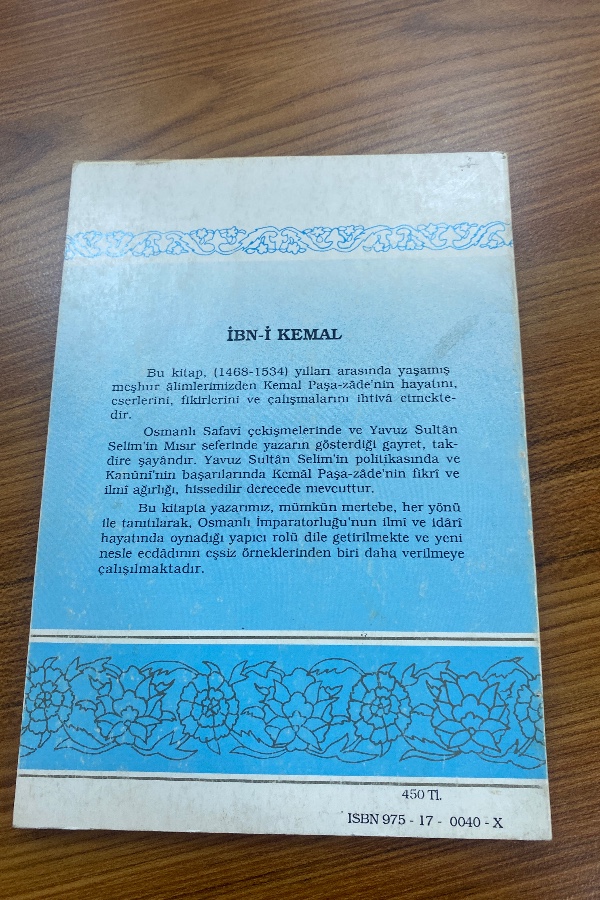 İBN-İ KEMAL
Bu kitap, (1468-1534) yılları arasında yaşamış
meşhur âlimlerimizden Kemal Paşa-zâde'nin hayatını,
eserlerini, fikirlerini ve çalışmalarını ihtivâ etmekte-
dir.
Osmanlı Safavî çekişmelerinde ve Yavuz Sultân
Selim'in Mısır seferinde yazarın gösterdiği gayret, tak-
dire şayândır. Yavuz Sultân Selim'in politikasında ve
Kanûnî'nin başarılarında Kemâl Paşa-zâde'nin fikrî ve
ilmî ağırlığı, hissedilir derecede mevcuttur.
Bu kitapta yazarımız, mümkün mertebe, her yönü
ile tanıtılarak, Osmanlı İmparatorluğu'nun ilmî ve idârî
hayatında oynadığı yapıcı rolü dile getirilmekte ve yeni
nesle ecdâdının eşsiz örneklerinden biri daha verilmeye
çalışılmaktadır.
450 Tl.
ISBN 975 - 17 - 0040 - X